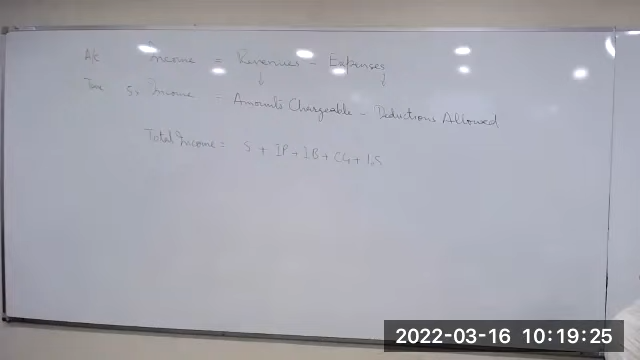 A/c Income = Revenues - Expenses
↓ ↓
Tax Income = Amounts Chargeable - Deductions Allowed
Total Income = S + IP + IB + CG + I.S
2022-03-16 10:19:25